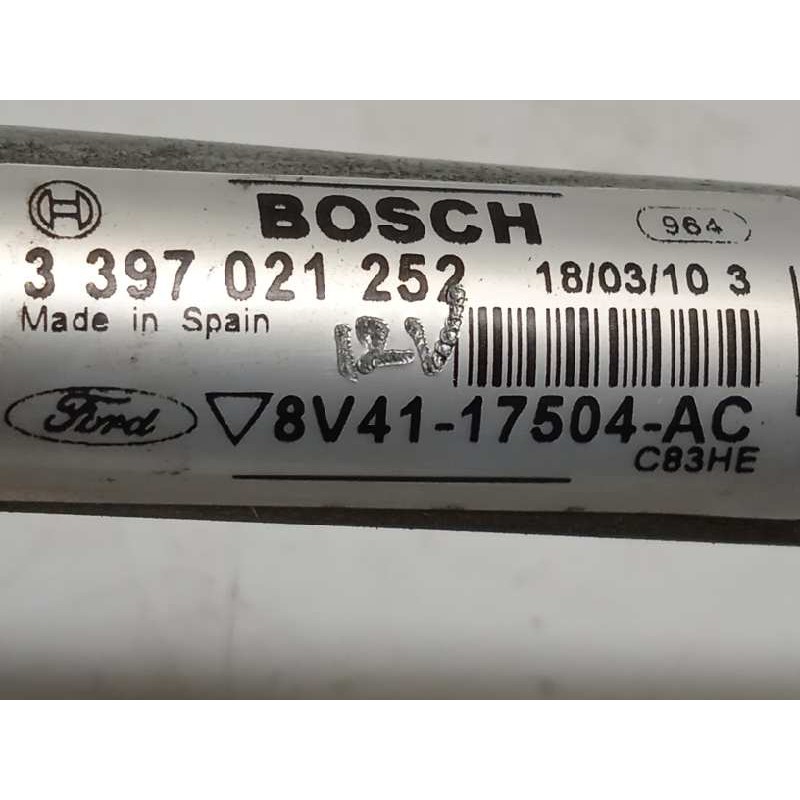 BOSCH 964
3 397 021 252 18/03/10 3
Made in Spain 12V
Ford 8V41-17504-AC
C83HE